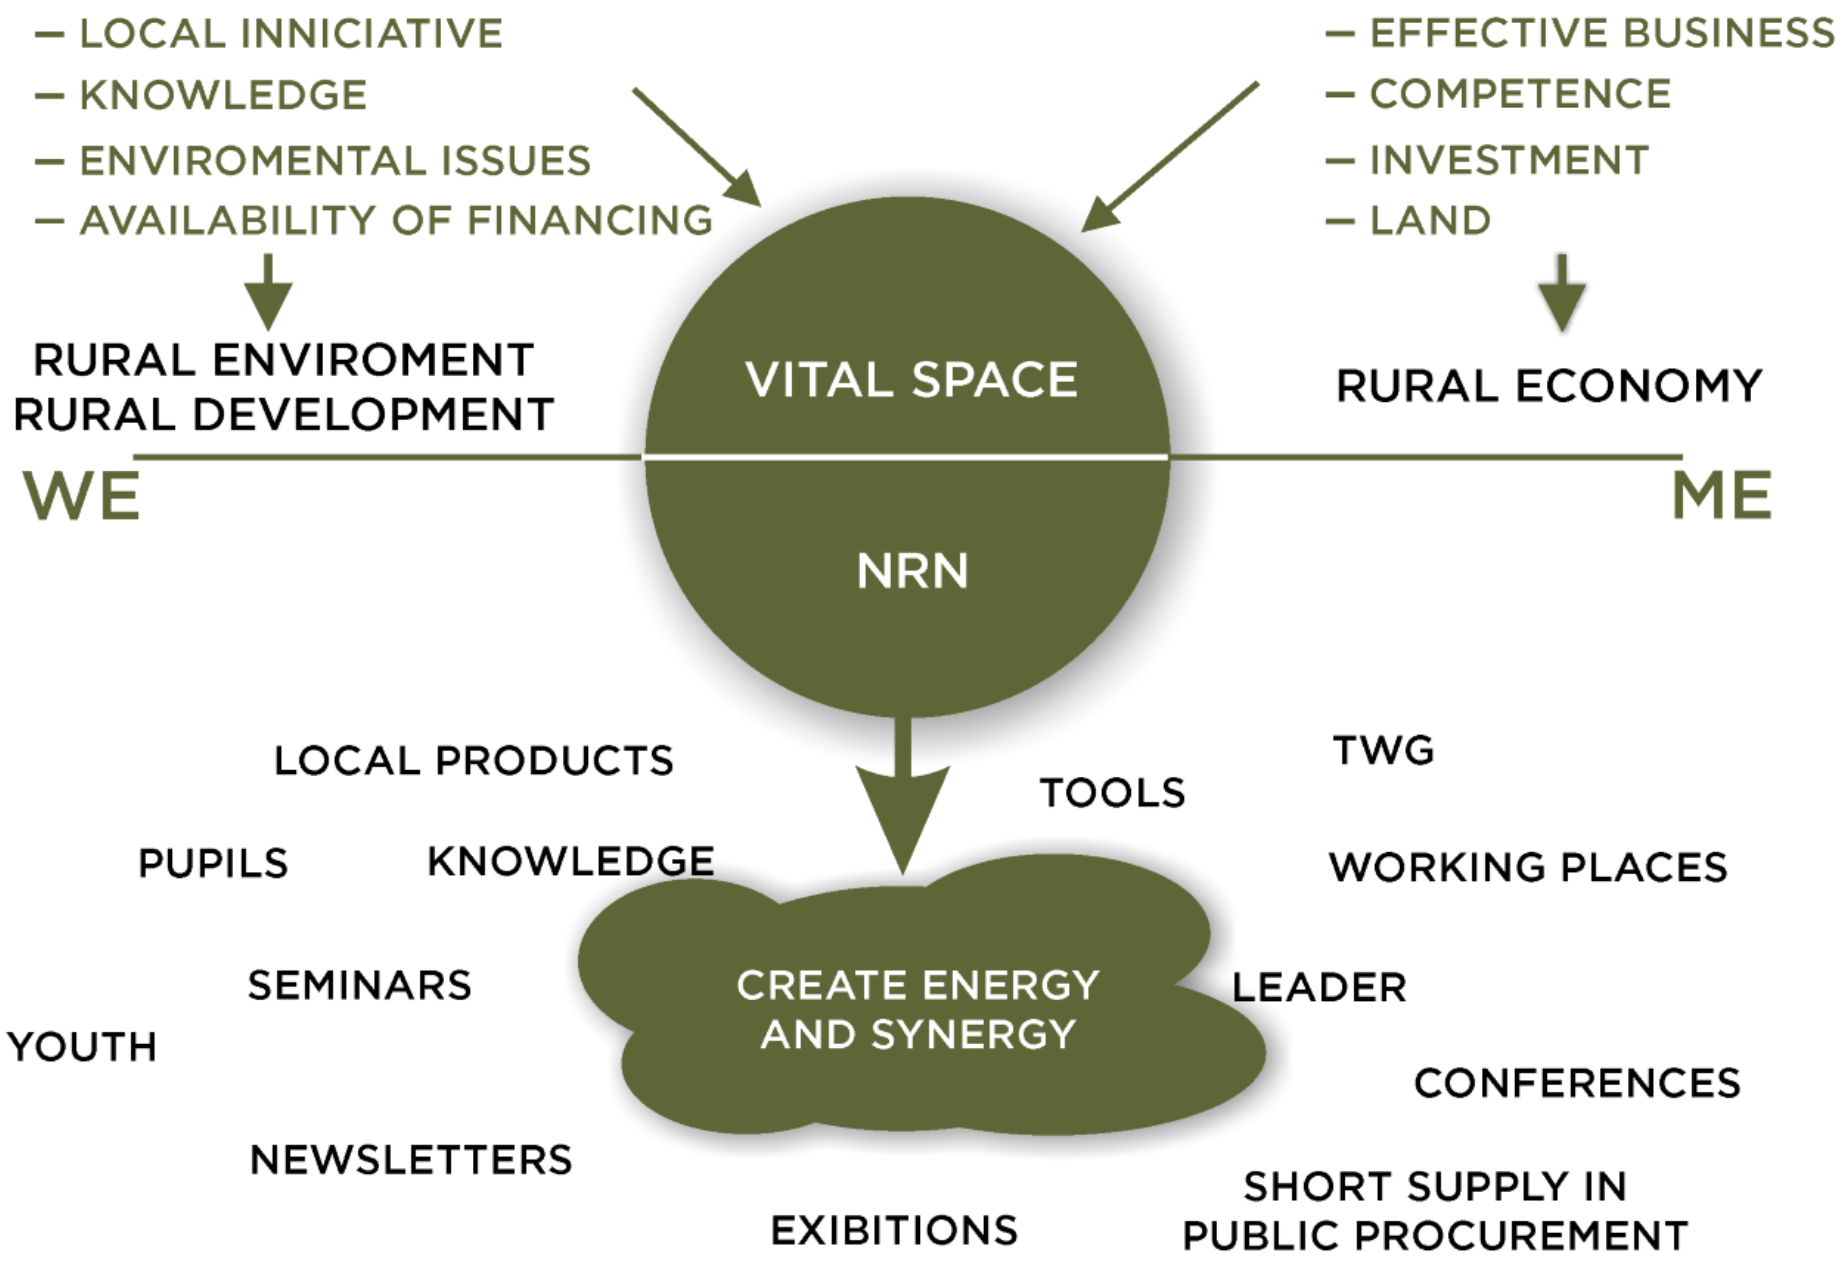 — LOCAL INNICIATIVE
— KNOWLEDGE
— ENVIROMENTAL ISSUES
— AVAILABILITY OF FINANCING
— EFFECTIVE BUSINESS
— COMPETENCE
— INVESTMENT
— LAND
RURAL ENVIROMENT
RURAL DEVELOPMENT
VITAL SPACE
RURAL ECONOMY
WE
ME
NRN
LOCAL PRODUCTS
TWG
TOOLS
PUPILS
KNOWLEDGE
WORKING PLACES
SEMINARS
CREATE ENERGY
AND SYNERGY
LEADER
YOUTH
CONFERENCES
NEWSLETTERS
EXIBITIONS
SHORT SUPPLY IN
PUBLIC PROCUREMENT